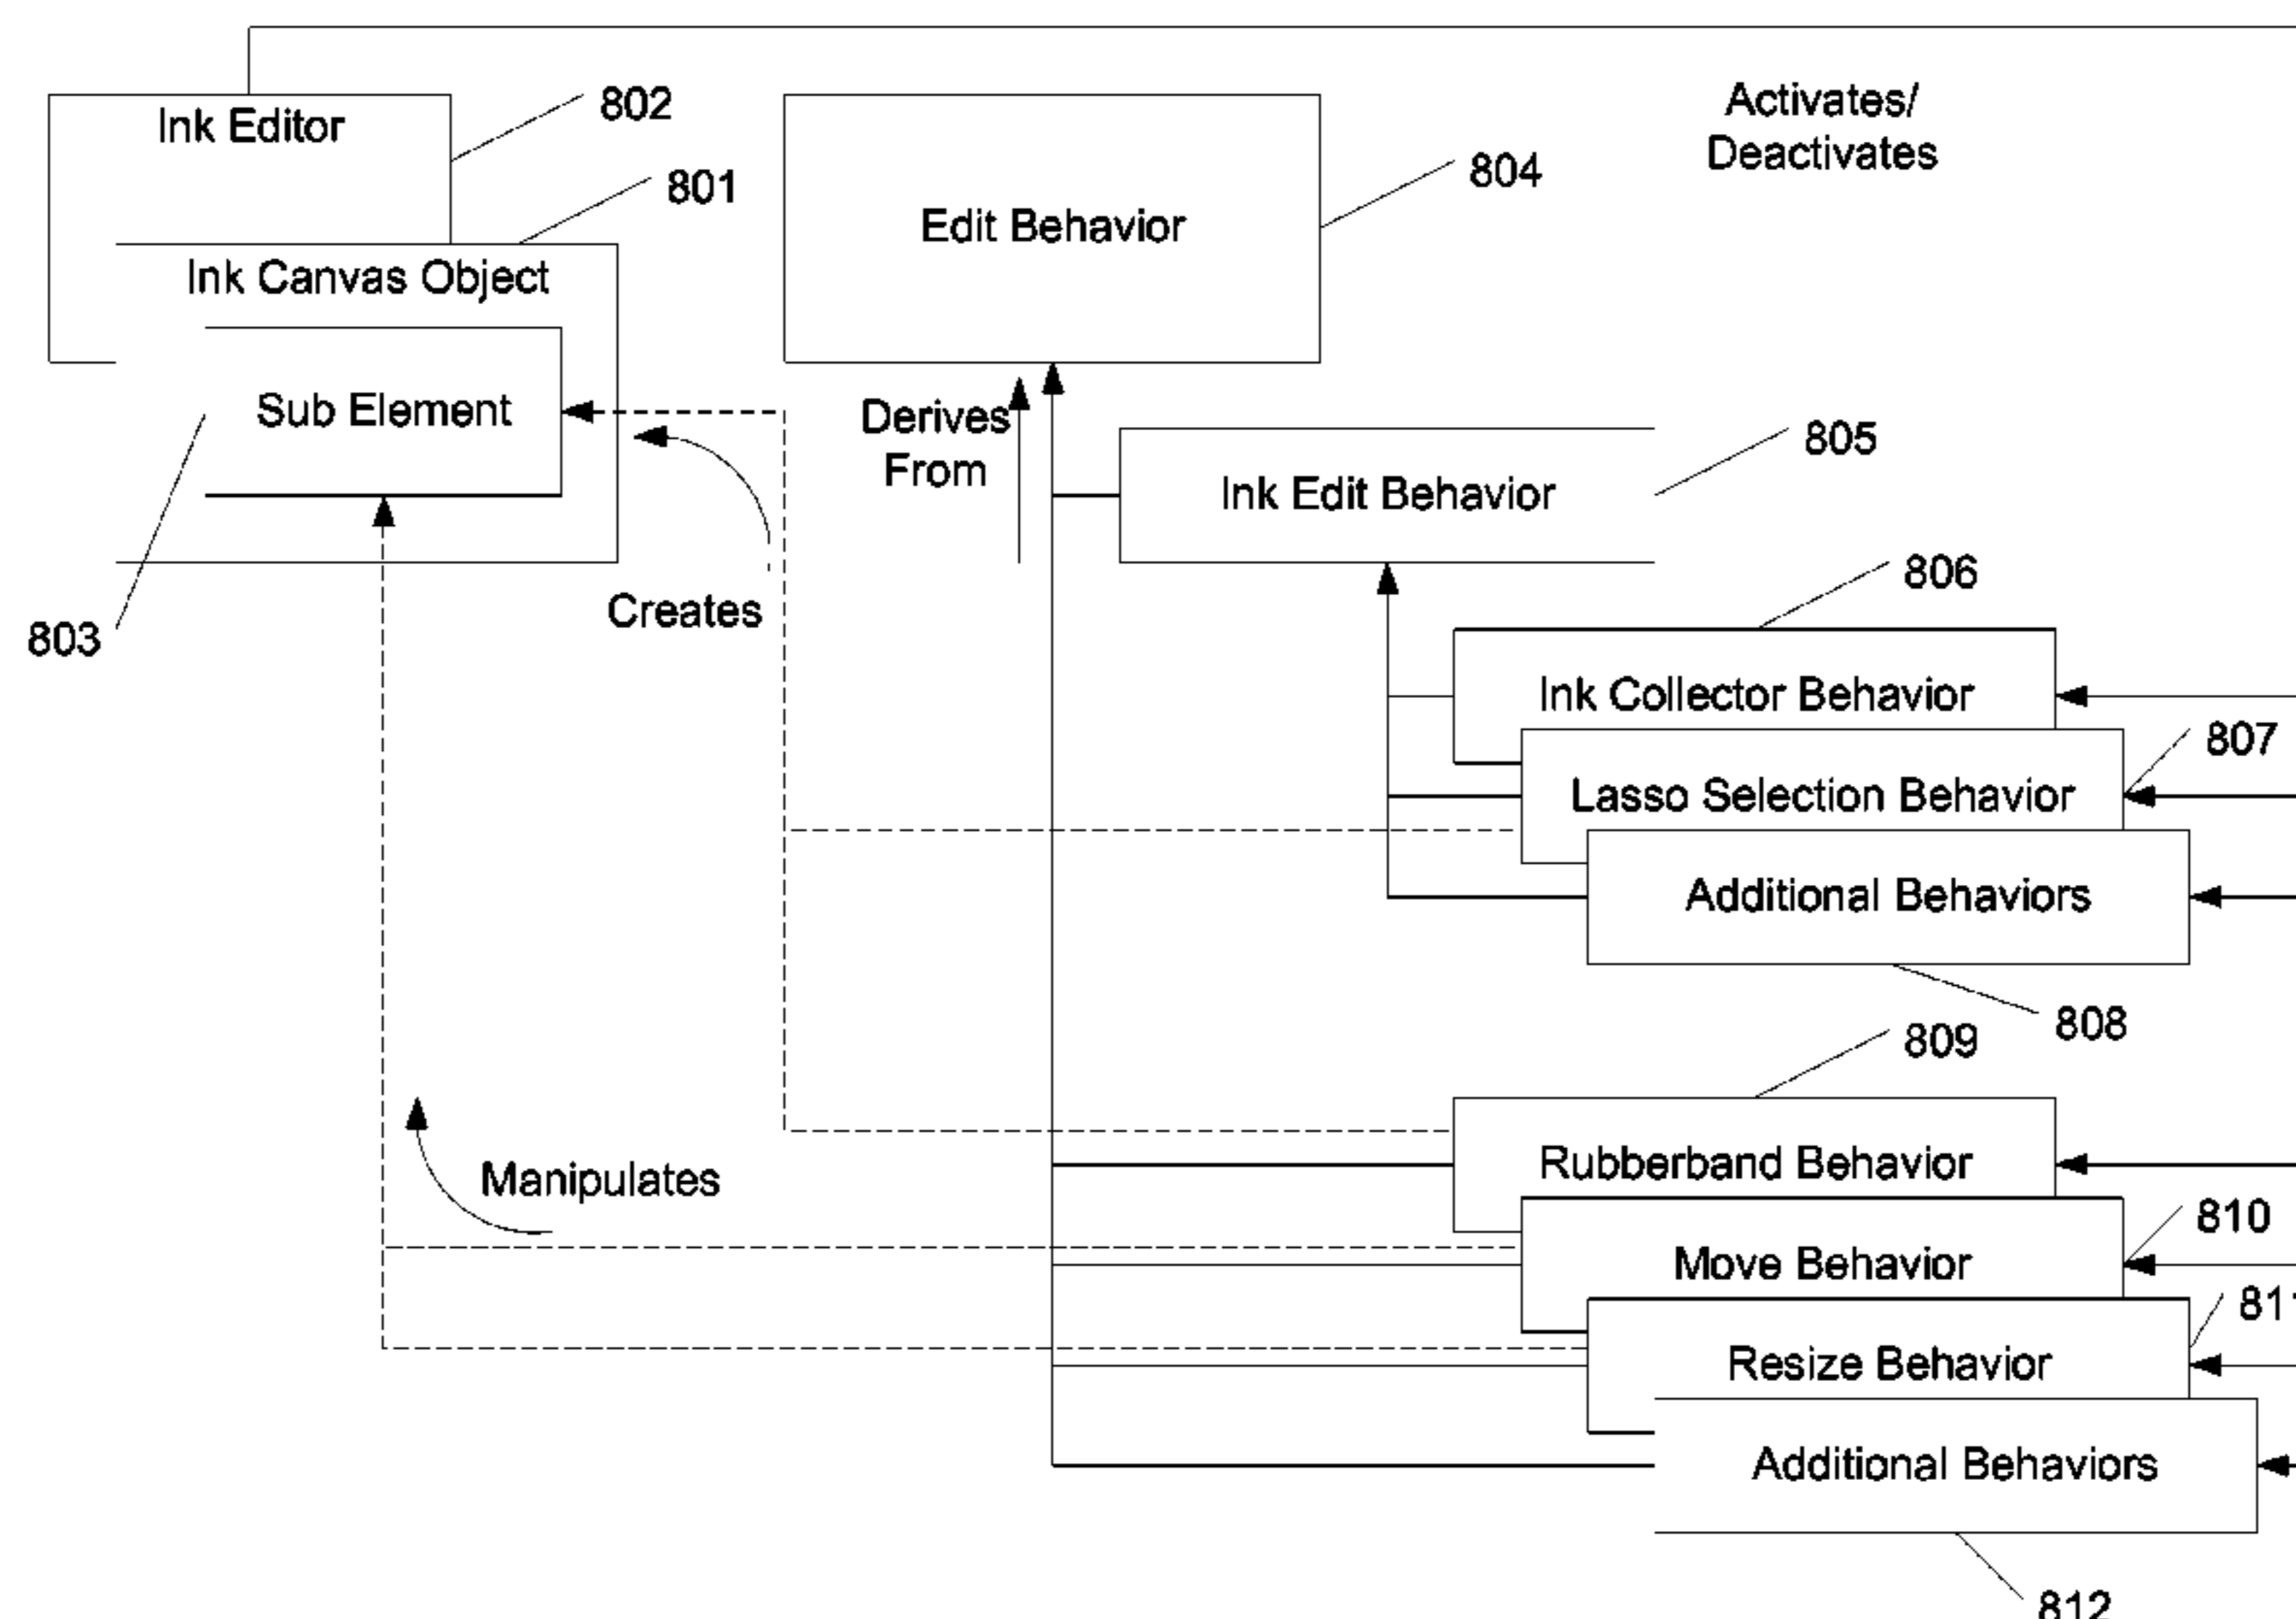 Ink Editor
802
801
Ink Canvas Object
Sub Element
803
Edit Behavior
804
Activates/
Deactivates
Derives
From
Creates
Ink Edit Behavior
805
806
Ink Collector Behavior
807
Lasso Selection Behavior
Additional Behaviors
808
809
Rubberband Behavior
Manipulates
810
Move Behavior
811
Resize Behavior
Additional Behaviors
812